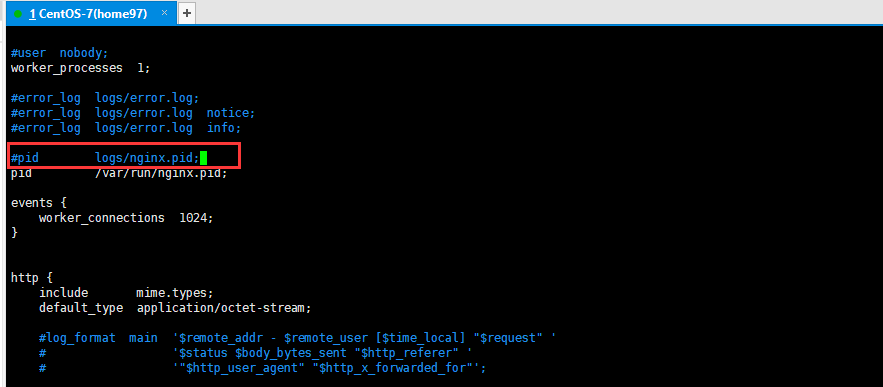 1 CentOS-7(home97) × +
#user  nobody;
worker_processes  1;
#error_log  logs/error.log;
#error_log  logs/error.log  notice;
#error_log  logs/error.log  info;
#pid        logs/nginx.pid;
pid         /var/run/nginx.pid;
events {
    worker_connections  1024;
}
http {
    include       mime.types;
    default_type  application/octet-stream;
    #log_format  main  '$remote_addr - $remote_user [$time_local] "$request" '
    #                  '$status $body_bytes_sent "$http_referer" '
    #                  '"$http_user_agent" "$http_x_forwarded_for"';